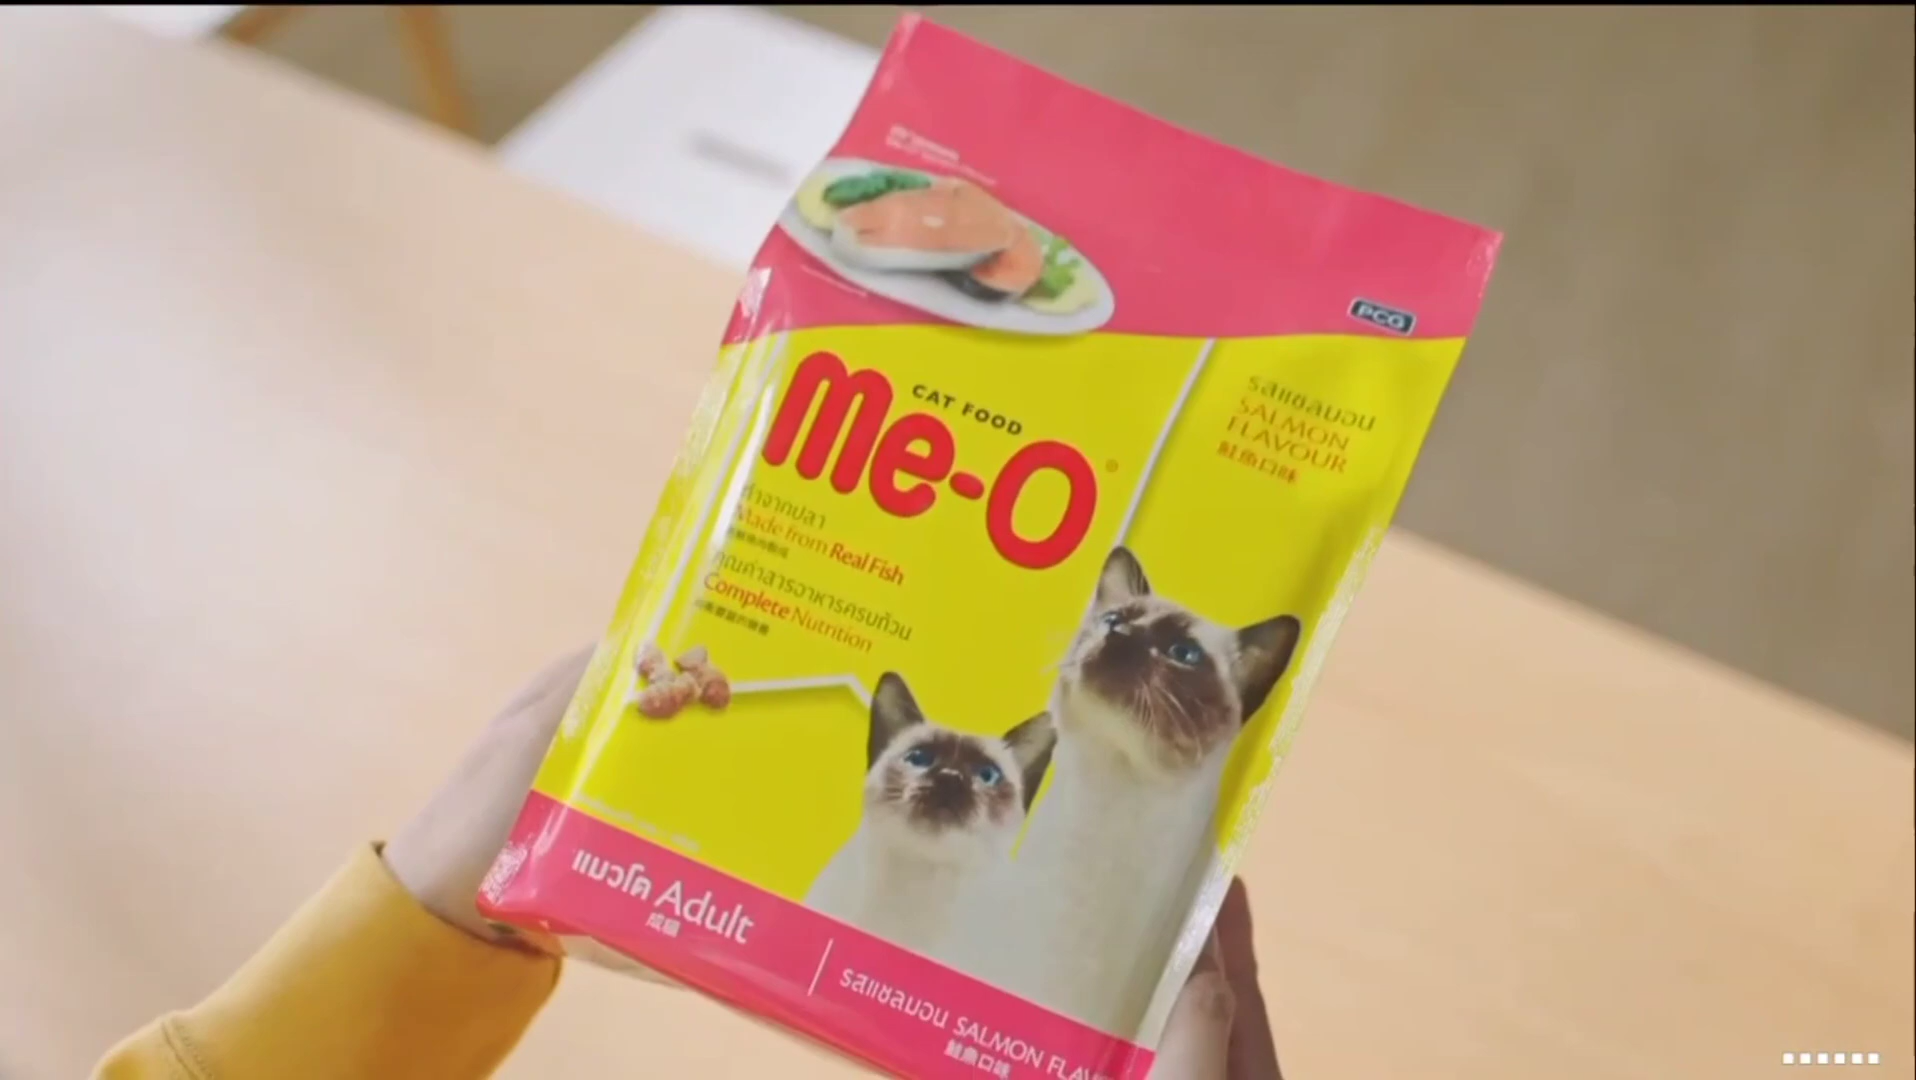 PCG
CAT FOOD
Me-O
รสแซลมอน
SALMON
FLAVOUR
鮭魚口味
ทำจากปลา
Made from Real Fish
คุณค่าสารอาหารครบถ้วน
Complete Nutrition
แมวโต Adult
成貓
รสแซลมอน SALMON FLAV
鮭魚口味